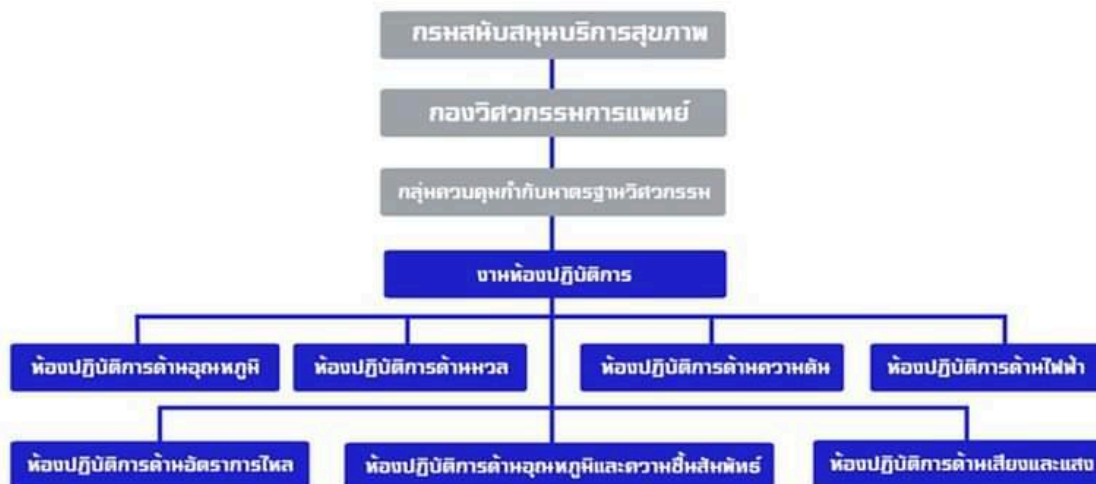 กรมสนับสนุนบริการสุขภาพ
กองวิศวกรรมการแพทย์
กลุ่มควบคุมกำกับมาตรฐานวิศวกรรม
งานห้องปฏิบัติการ
ห้องปฏิบัติการด้านอุณหภูมิ
ห้องปฏิบัติการด้านมวล
ห้องปฏิบัติการด้านความดัน
ห้องปฏิบัติการด้านไฟฟ้า
ห้องปฏิบัติการด้านอัตราการไหล
ห้องปฏิบัติการด้านอุณหภูมิและความชื้นสัมพัทธ์
ห้องปฏิบัติการด้านเสียงและแสง